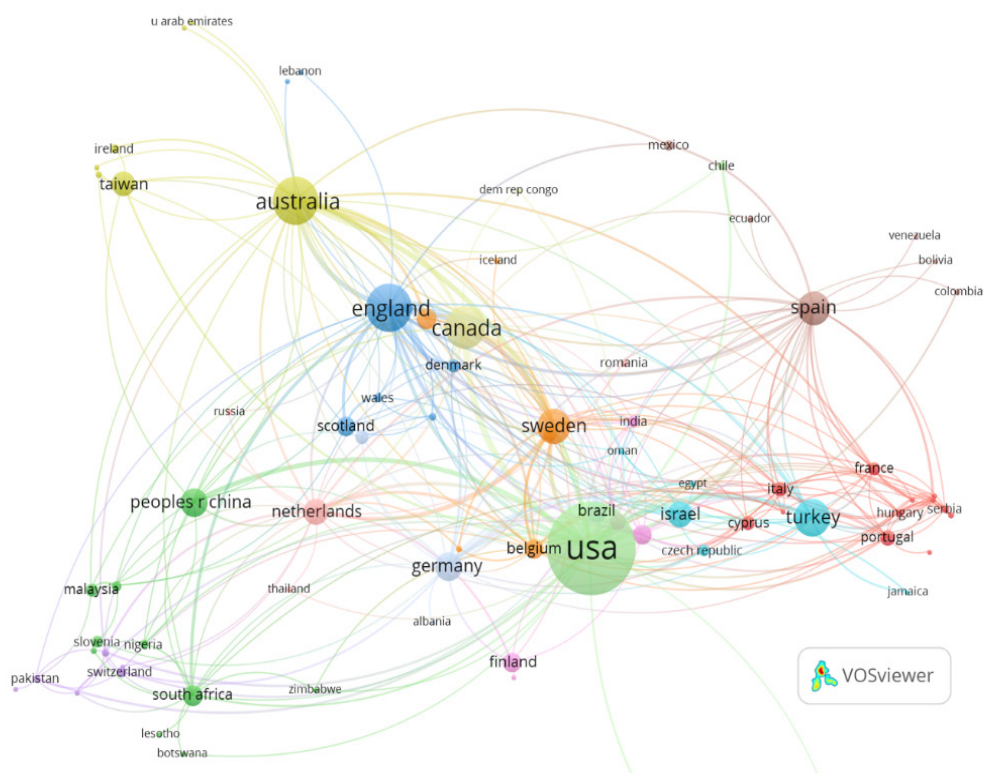 u arab emirates
lebanon
ireland
mexico
chile
taiwan
australia
dem rep congo
ecuador
venezuela
iceland
bolivia
colombia
england
spain
canada
denmark
romania
wales
russia
scotland
sweden
india
oman
france
egypt
italy
peoples r china
netherlands
brazil
israel
cyprus
turkey
hungary
serbia
portugal
belgium
usa
czech republic
germany
malaysia
thailand
jamaica
albania
slovenia
nigeria
finland
switzerland
pakistan
south africa
zimbabwe
VOSviewer
lesotho
botswana